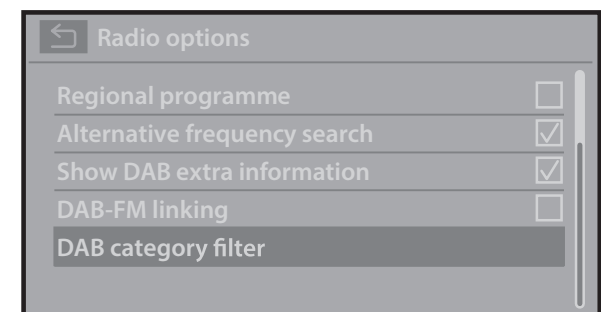 Radio options
Regional programme
Alternative frequency search
Show DAB extra information
DAB-FM linking
DAB category filter